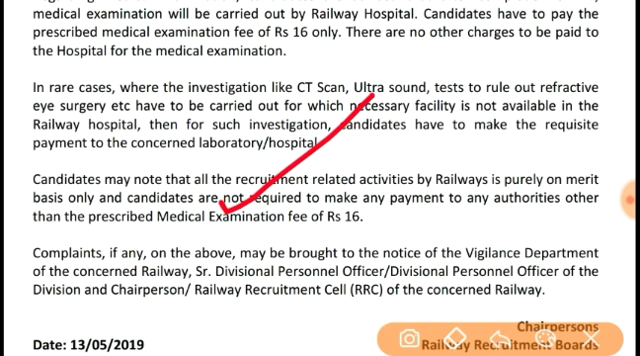 medical examination will be carried out by Railway Hospital. Candidates have to pay the
prescribed medical examination fee of Rs 16 only. There are no other charges to be paid to
the Hospital for the medical examination.
In rare cases, where the investigation like CT Scan, Ultra sound, tests to rule out refractive
eye surgery etc have to be carried out for which necessary facility is not available in the
Railway hospital, then for such investigation, candidates have to make the requisite
payment to the concerned laboratory/hospital
Candidates may note that all the recruitment related activities by Railways is purely on merit
basis only and candidates are not required to make any payment to any authorities other
than the prescribed Medical Examination fee of Rs 16.
Complaints, if any, on the above, may be brought to the notice of the Vigilance Department
of the concerned Railway, Sr. Divisional Personnel Officer/Divisional Personnel Officer of the
Division and Chairperson/ Railway Recruitment Cell (RRC) of the concerned Railway.
Chairpersons
Date: 13/05/2019 Railway Recruitment Boards